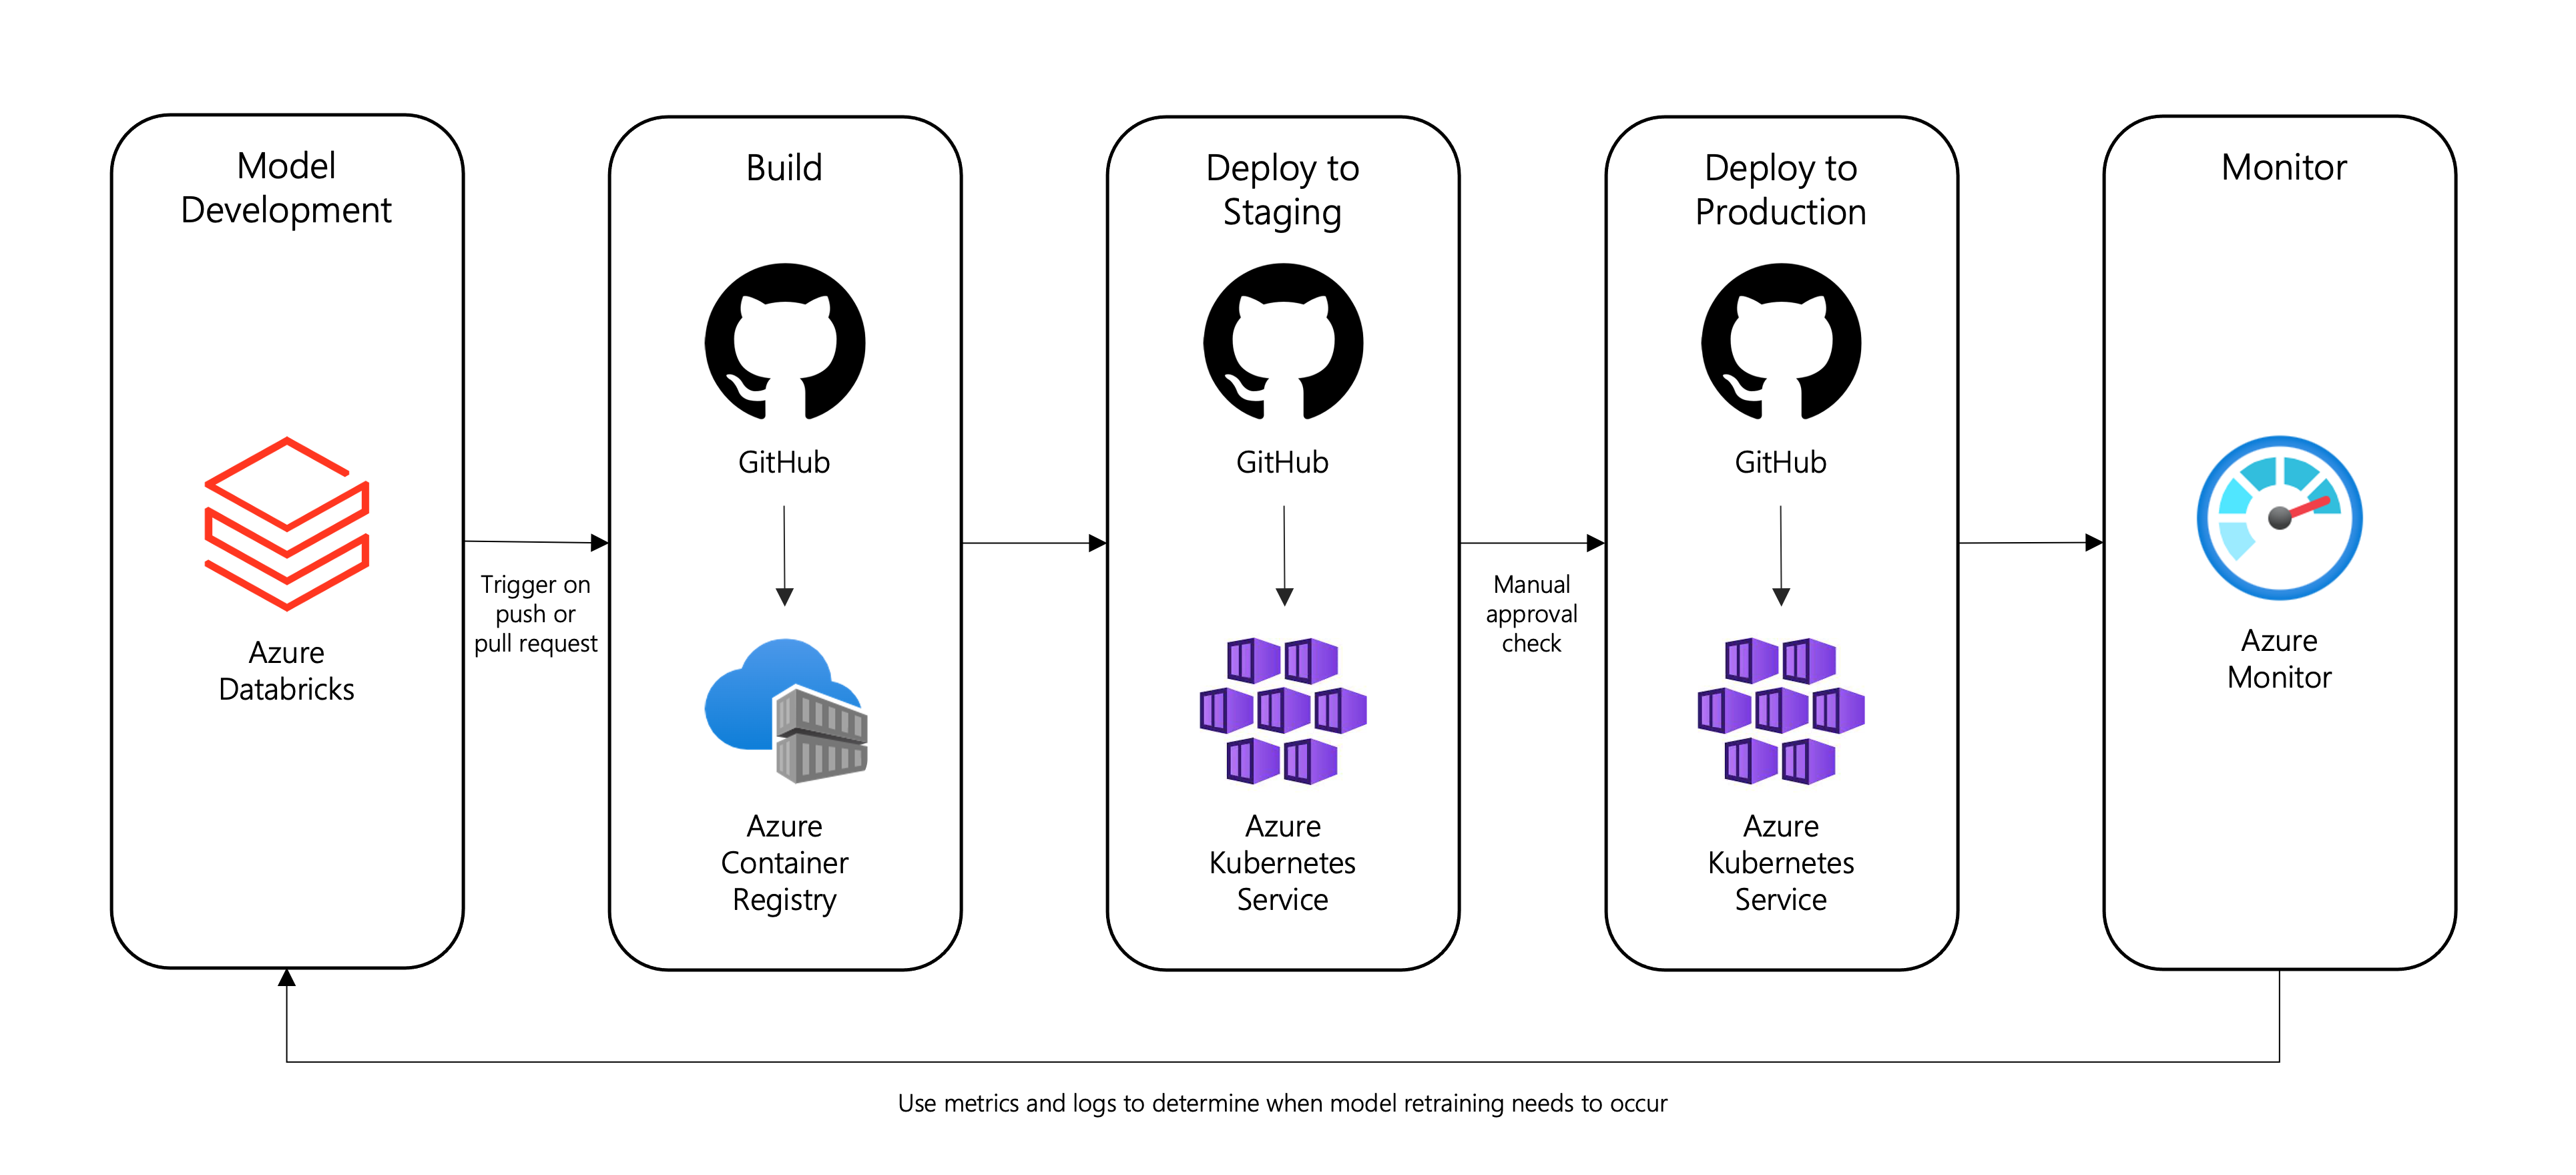 Model
Development
Azure
Databricks
Trigger on
push or
pull request
Build
GitHub
Azure
Container
Registry
Deploy to
Staging
GitHub
Azure
Kubernetes
Service
Manual
approval
check
Deploy to
Production
GitHub
Azure
Kubernetes
Service
Monitor
Azure
Monitor
Use metrics and logs to determine when model retraining needs to occur